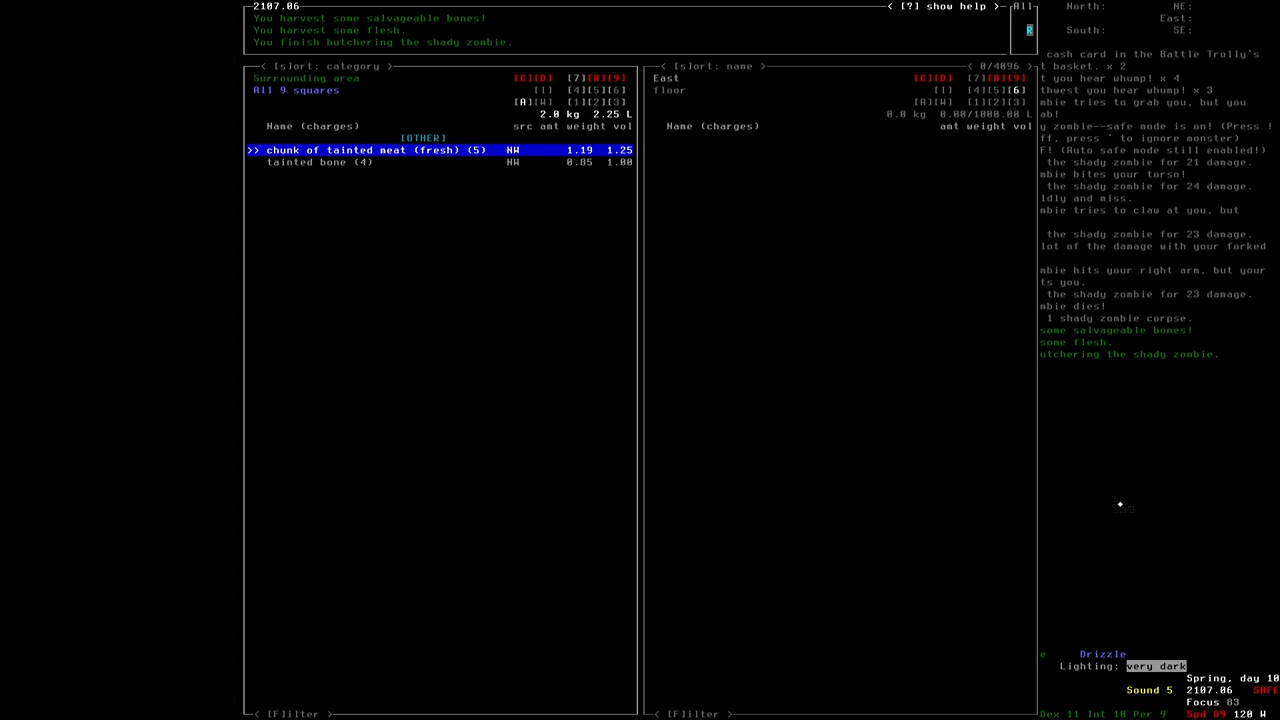 2107.06 < [?] show help > All
You harvest some salvageable bones!
You harvest some flesh.
You finish butchering the shady zombie.
R
< [s]ort: category >
Surrounding area [C][D] [7][8][9]
All 9 squares [I] [4][5][6]
[A][W] [1][2][3]
2.0 kg 2.25 L
Name (charges) src amt weight vol
[OTHER]
>> chunk of tainted meat (fresh) (5) NW 1.19 1.25
tainted bone (4) NW 0.85 1.00
< [F]ilter >
< [s]ort: name > < 0/4096 >
East [C][D] [7][8][9]
floor [I] [4][5][6]
[A][W] [1][2][3]
0.0 kg 0.00/1000.00 L
Name (charges) amt weight vol
< [F]ilter >
North: NE:
East:
South: SE:
cash card in the Battle Trolly's
t basket. x 2
t you hear whump! x 4
thwest you hear whump! x 3
mbie tries to grab you, but you
ab!
y zombie--safe mode is on! (Press !
ff, press ' to ignore monster)
F! (Auto safe mode still enabled!)
the shady zombie for 21 damage.
mbie bites your torso!
the shady zombie for 24 damage.
ldly and miss.
mbie tries to claw at you, but
the shady zombie for 23 damage.
lot of the damage with your forked
mbie hits your right arm, but your
ts you.
the shady zombie for 23 damage.
mbie dies!
1 shady zombie corpse.
some salvageable bones!
some flesh.
utchering the shady zombie.
e Drizzle
Lighting: very dark
Spring, day 10
Sound 5 2107.06 SAFE
Focus 83
Dex 11 Int 10 Per 9 Spd 89 120 W